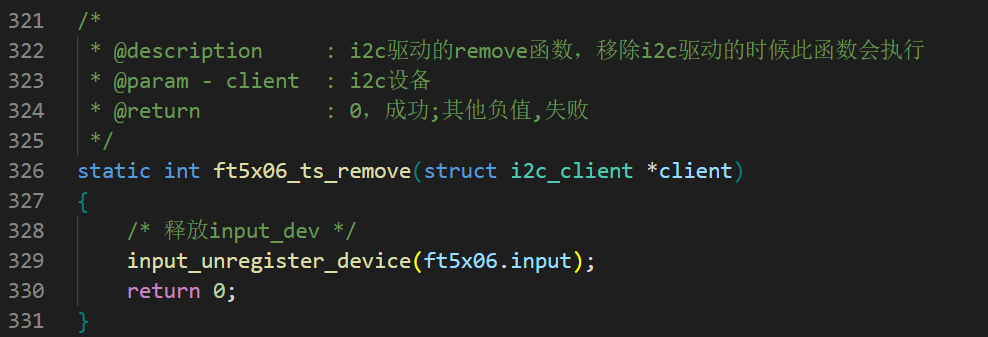 321 /*
322  * @description     : i2c驱动的remove函数，移除i2c驱动的时候此函数会执行
323  * @param - client  : i2c设备
324  * @return          : 0，成功;其他负值,失败
325  */
326 static int ft5x06_ts_remove(struct i2c_client *client)
327 {
328     /* 释放input_dev */
329     input_unregister_device(ft5x06.input);
330     return 0;
331 }